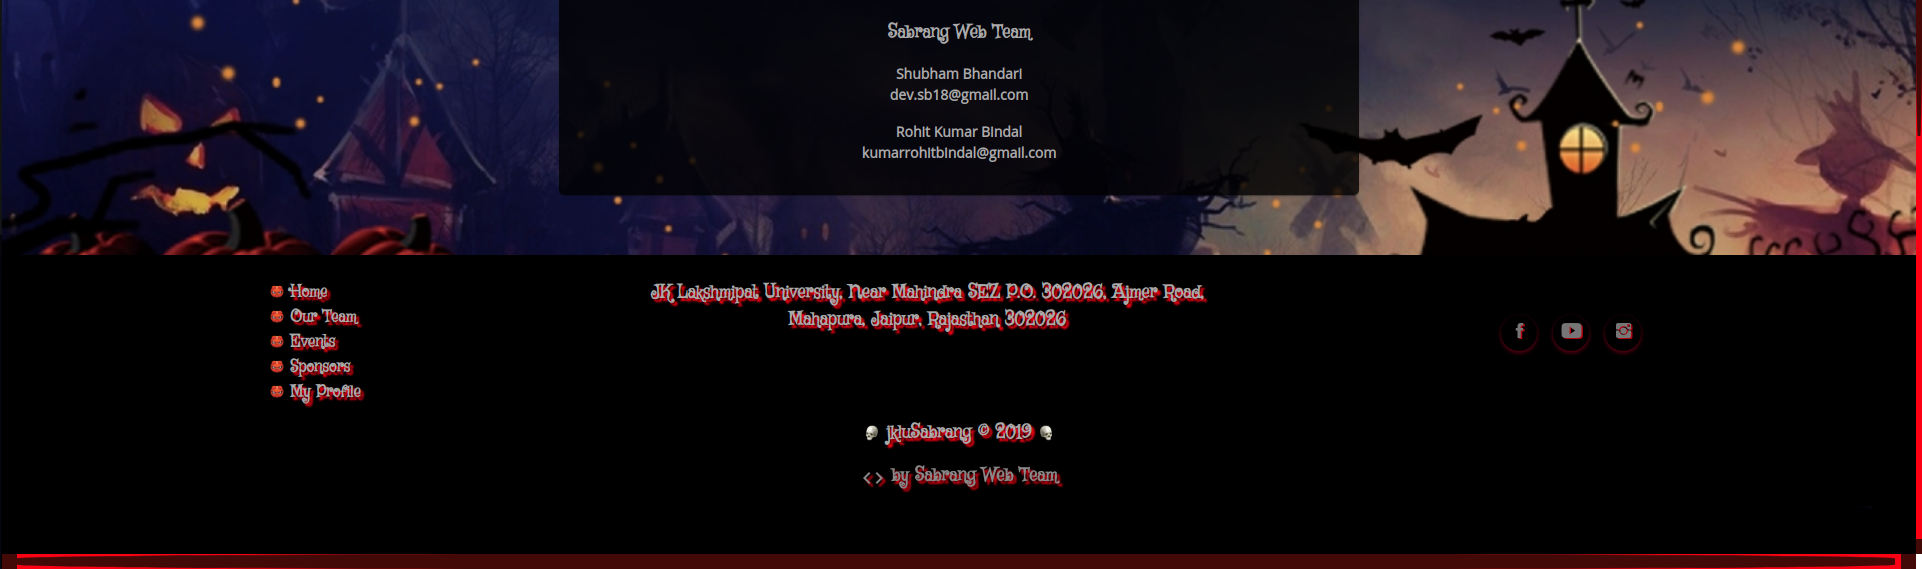 Sabrang Web Team
Shubham Bhandari
dev.sb18@gmail.com
Rohit Kumar Bindal
kumarrohitbindal@gmail.com
Home
Our Team
Events
Sponsors
My Profile
JK Lakshmipat University, Near Mahindra SEZ P.O. 302026, Ajmer Road,
Mahapura, Jaipur, Rajasthan 302026
jkluSabrang © 2019
<> by Sabrang Web Team